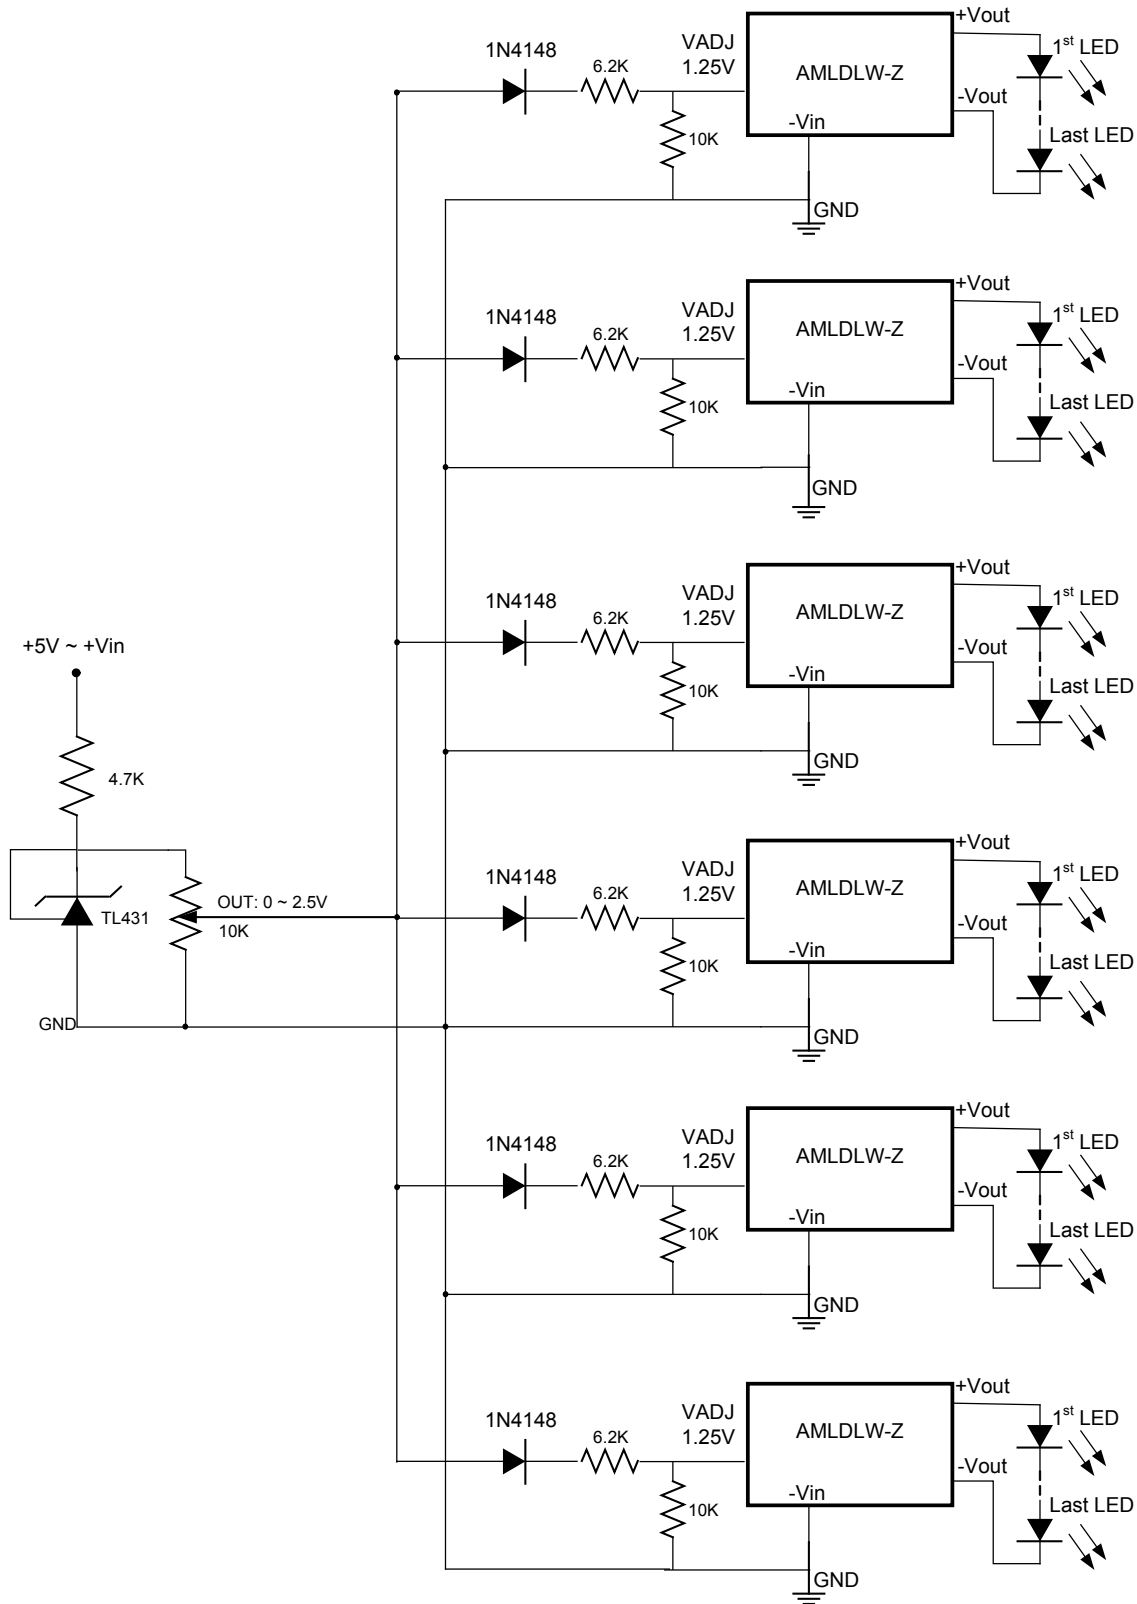 +Vout
1N4148
VADJ
1.25V
6.2K
AMLDLW-Z
1st LED
-Vout
-Vin
10K
Last LED
GND
+Vout
1N4148
VADJ
1.25V
6.2K
AMLDLW-Z
1st LED
-Vout
-Vin
10K
Last LED
GND
+Vout
1N4148
VADJ
1.25V
6.2K
AMLDLW-Z
1st LED
-Vout
-Vin
10K
Last LED
GND
+5V ~ +Vin
4.7K
TL431
OUT: 0 ~ 2.5V
10K
GND
+Vout
1N4148
VADJ
1.25V
6.2K
AMLDLW-Z
1st LED
-Vout
-Vin
10K
Last LED
GND
+Vout
1N4148
VADJ
1.25V
6.2K
AMLDLW-Z
1st LED
-Vout
-Vin
10K
Last LED
GND
+Vout
1N4148
VADJ
1.25V
6.2K
AMLDLW-Z
1st LED
-Vout
-Vin
10K
Last LED
GND